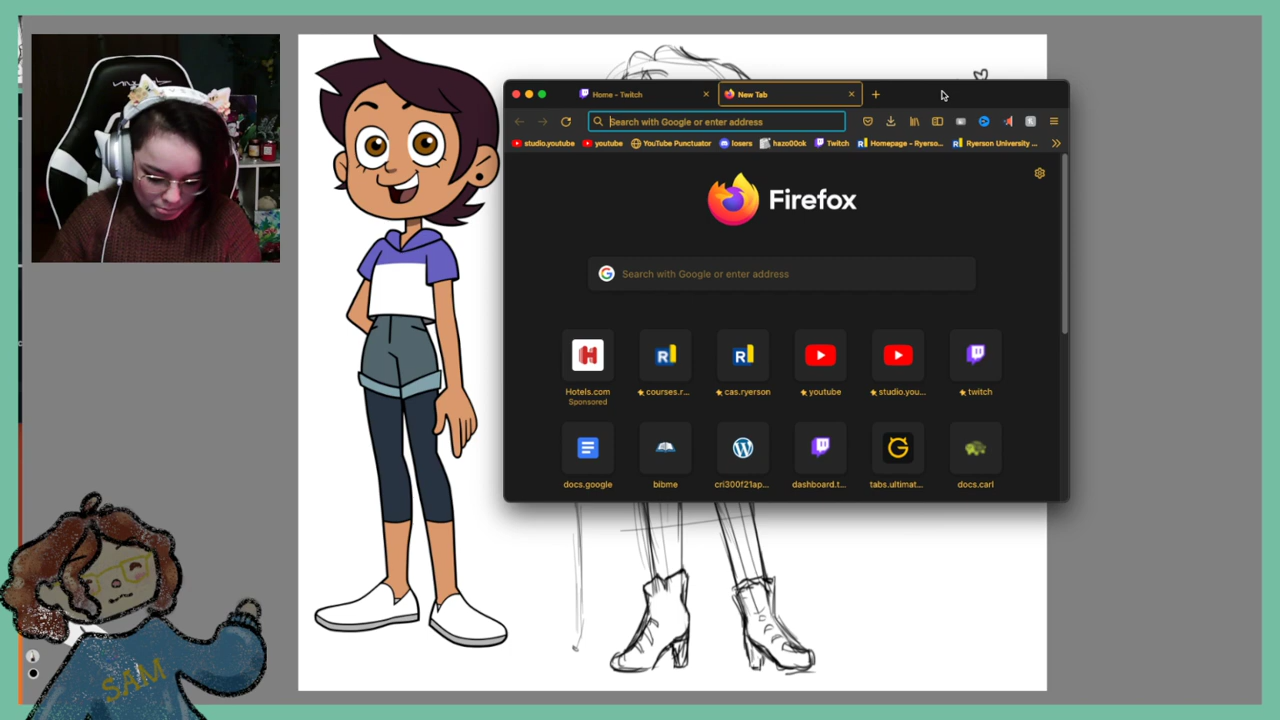 Home - Twitch
New Tab
Search with Google or enter address
studio.youtube youtube YouTube Punctuator losers hazo00ok Twitch Homepage - Ryerso... Ryerson University ...
Firefox
Search with Google or enter address
Hotels.com courses.r... cas.ryerson youtube studio.you... twitch
Sponsored
docs.google bibme cri300f21ap... dashboard.t... tabs.ultimat... docs.carl
SAM